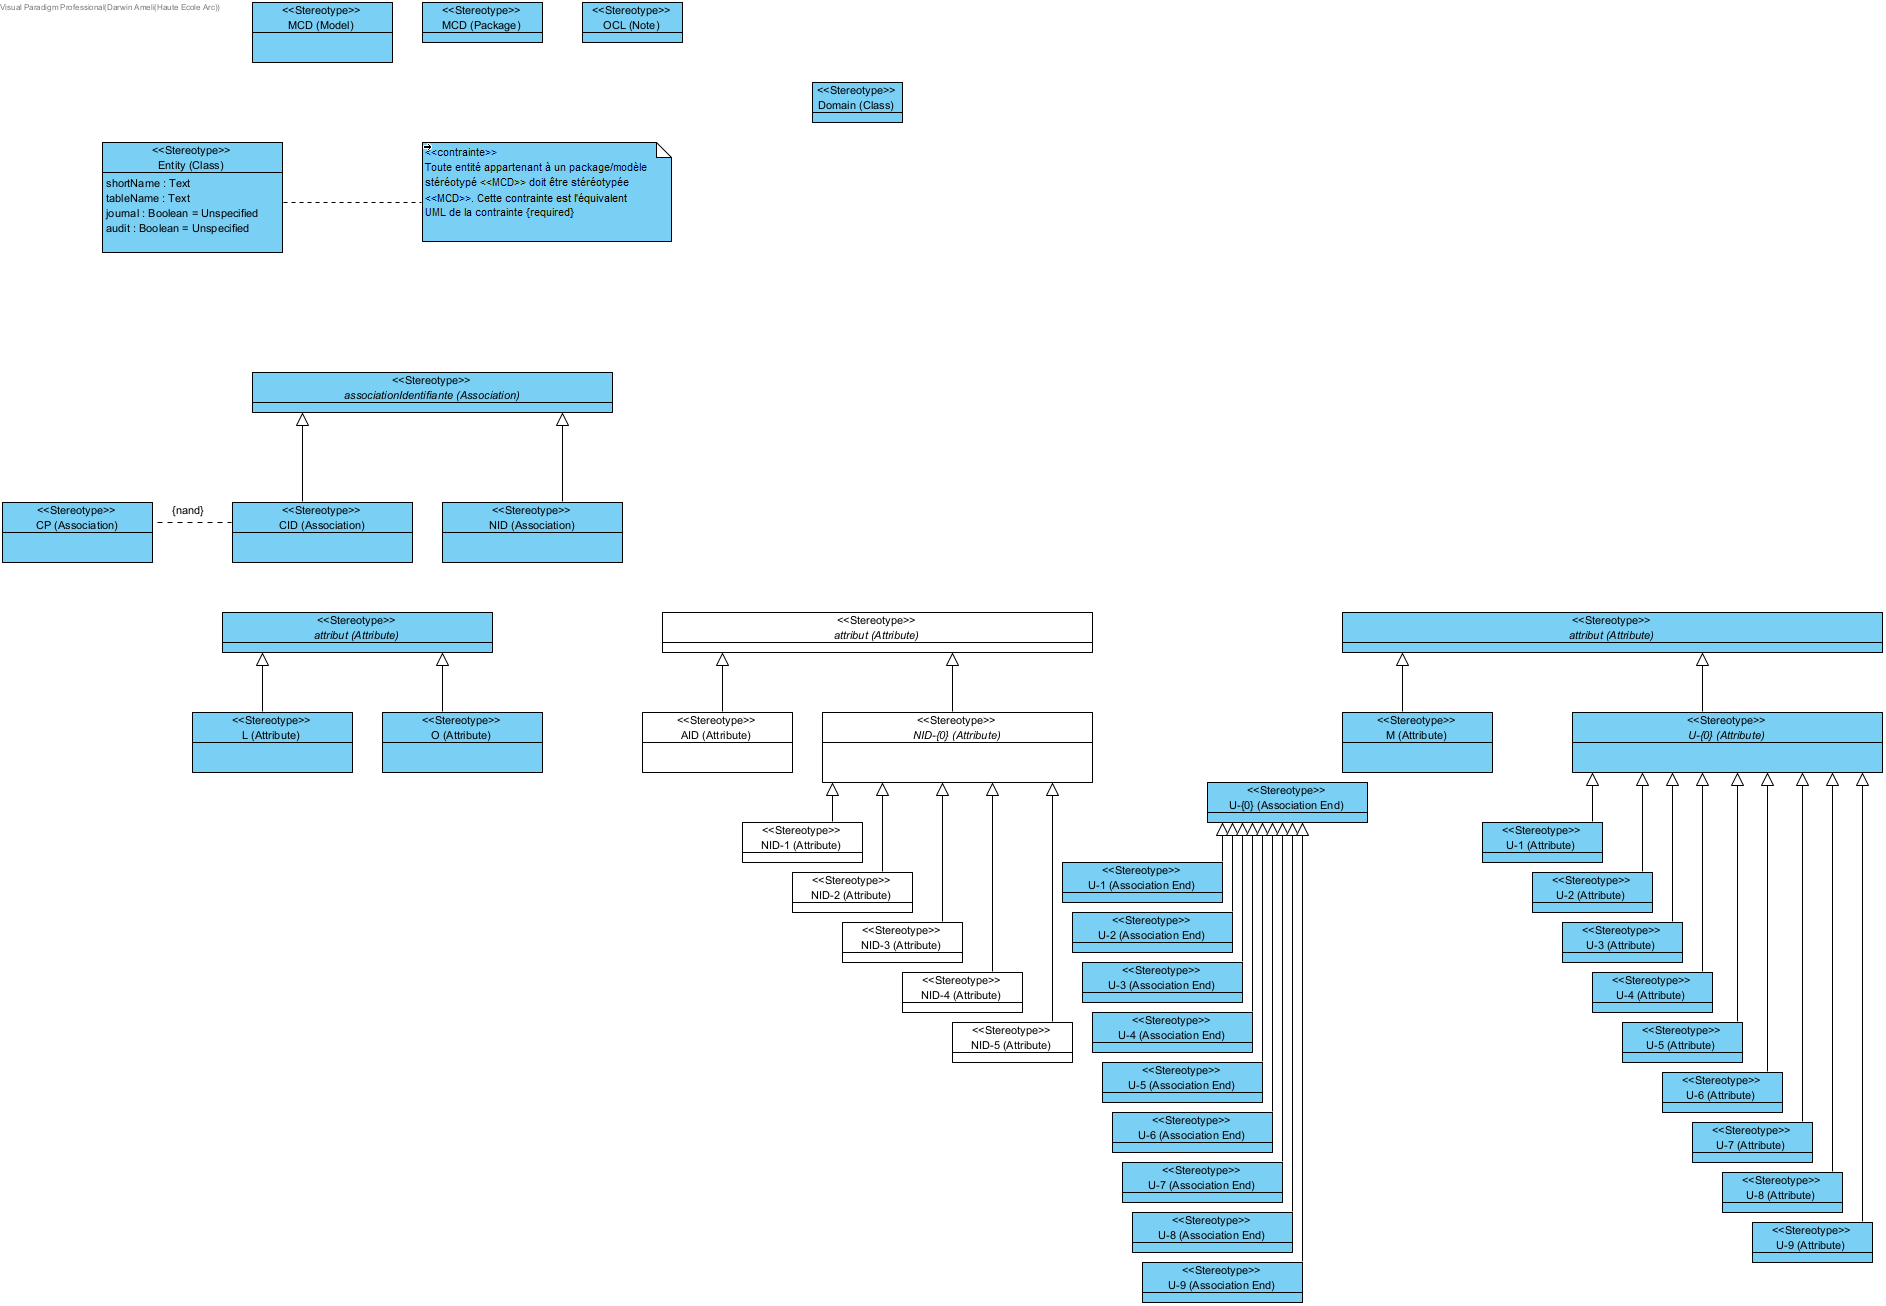 Visual Paradigm Professional(Darwin Ameli(Haute Ecole Arc))
<<Stereotype>>
MCD (Model)
<<Stereotype>>
MCD (Package)
<<Stereotype>>
OCL (Note)
<<Stereotype>>
Domain (Class)
<<Stereotype>>
Entity (Class)
shortName : Text
tableName : Text
journal : Boolean = Unspecified
audit : Boolean = Unspecified
<<contrainte>>
Toute entité appartenant à un package/modèle
stéréotypé <<MCD>> doit être stéréotypée
<<MCD>>. Cette contrainte est l'équivalent
UML de la contrainte {required}
<<Stereotype>>
associationIdentifiante (Association)
<<Stereotype>>
CP (Association)
{nand}
<<Stereotype>>
CID (Association)
<<Stereotype>>
NID (Association)
<<Stereotype>>
attribut (Attribute)
<<Stereotype>>
L (Attribute)
<<Stereotype>>
O (Attribute)
<<Stereotype>>
attribut (Attribute)
<<Stereotype>>
AID (Attribute)
<<Stereotype>>
NID-{0} (Attribute)
<<Stereotype>>
NID-1 (Attribute)
<<Stereotype>>
NID-2 (Attribute)
<<Stereotype>>
NID-3 (Attribute)
<<Stereotype>>
NID-4 (Attribute)
<<Stereotype>>
NID-5 (Attribute)
<<Stereotype>>
U-{0} (Association End)
<<Stereotype>>
U-1 (Association End)
<<Stereotype>>
U-2 (Association End)
<<Stereotype>>
U-3 (Association End)
<<Stereotype>>
U-4 (Association End)
<<Stereotype>>
U-5 (Association End)
<<Stereotype>>
U-6 (Association End)
<<Stereotype>>
U-7 (Association End)
<<Stereotype>>
U-8 (Association End)
<<Stereotype>>
U-9 (Association End)
<<Stereotype>>
attribut (Attribute)
<<Stereotype>>
M (Attribute)
<<Stereotype>>
U-{0} (Attribute)
<<Stereotype>>
U-1 (Attribute)
<<Stereotype>>
U-2 (Attribute)
<<Stereotype>>
U-3 (Attribute)
<<Stereotype>>
U-4 (Attribute)
<<Stereotype>>
U-5 (Attribute)
<<Stereotype>>
U-6 (Attribute)
<<Stereotype>>
U-7 (Attribute)
<<Stereotype>>
U-8 (Attribute)
<<Stereotype>>
U-9 (Attribute)